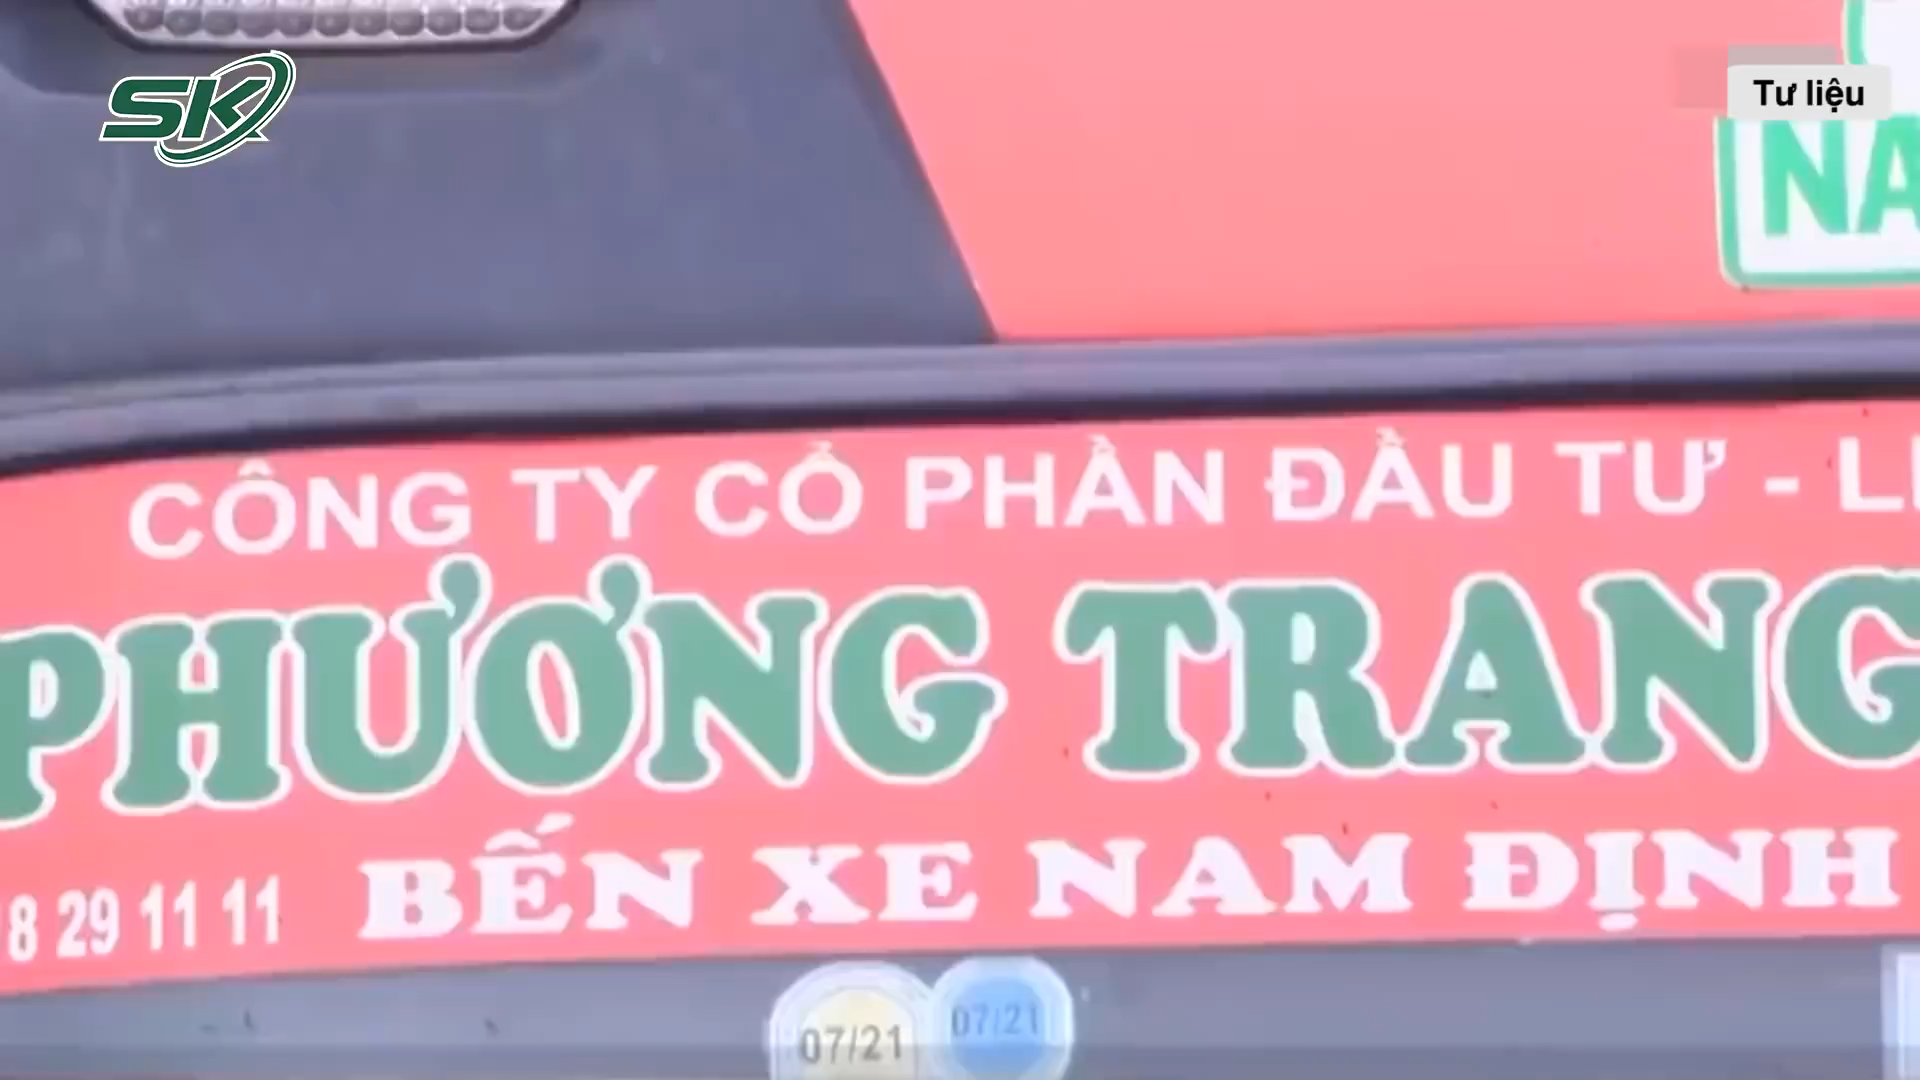 SK
Tư liệu
NA
CÔNG TY CỔ PHẦN ĐẦU TƯ - L
PHƯƠNG TRANG
8 29 11 11 BẾN XE NAM ĐỊNH
07/21 07/21